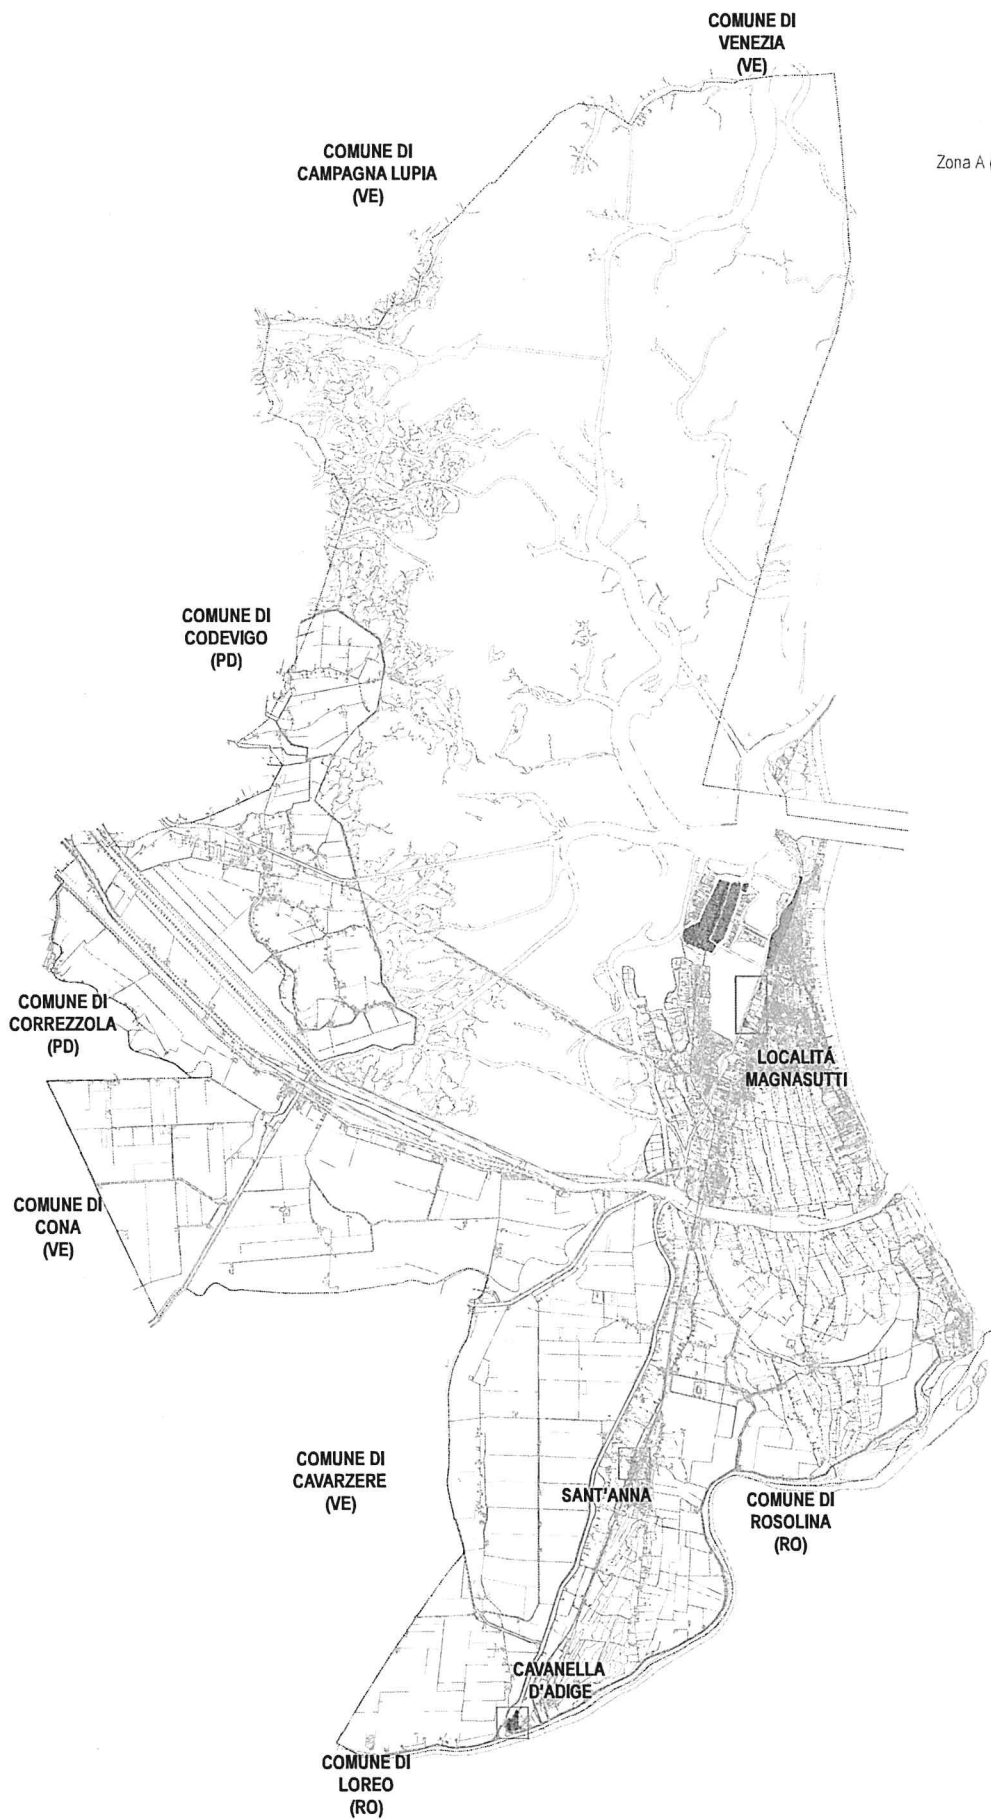 COMUNE DI
VENEZIA
(VE)
COMUNE DI
CAMPAGNA LUPIA
(VE)
Zona A
COMUNE DI
CODEVIGO
(PD)
COMUNE DI
CORREZZOLA
(PD)
LOCALITÁ
MAGNASUTTI
COMUNE DI
CONA
(VE)
COMUNE DI
CAVARZERE
(VE)
SANT'ANNA
COMUNE DI
ROSOLINA
(RO)
CAVANELLA
D'ADIGE
COMUNE DI
LOREO
(RO)